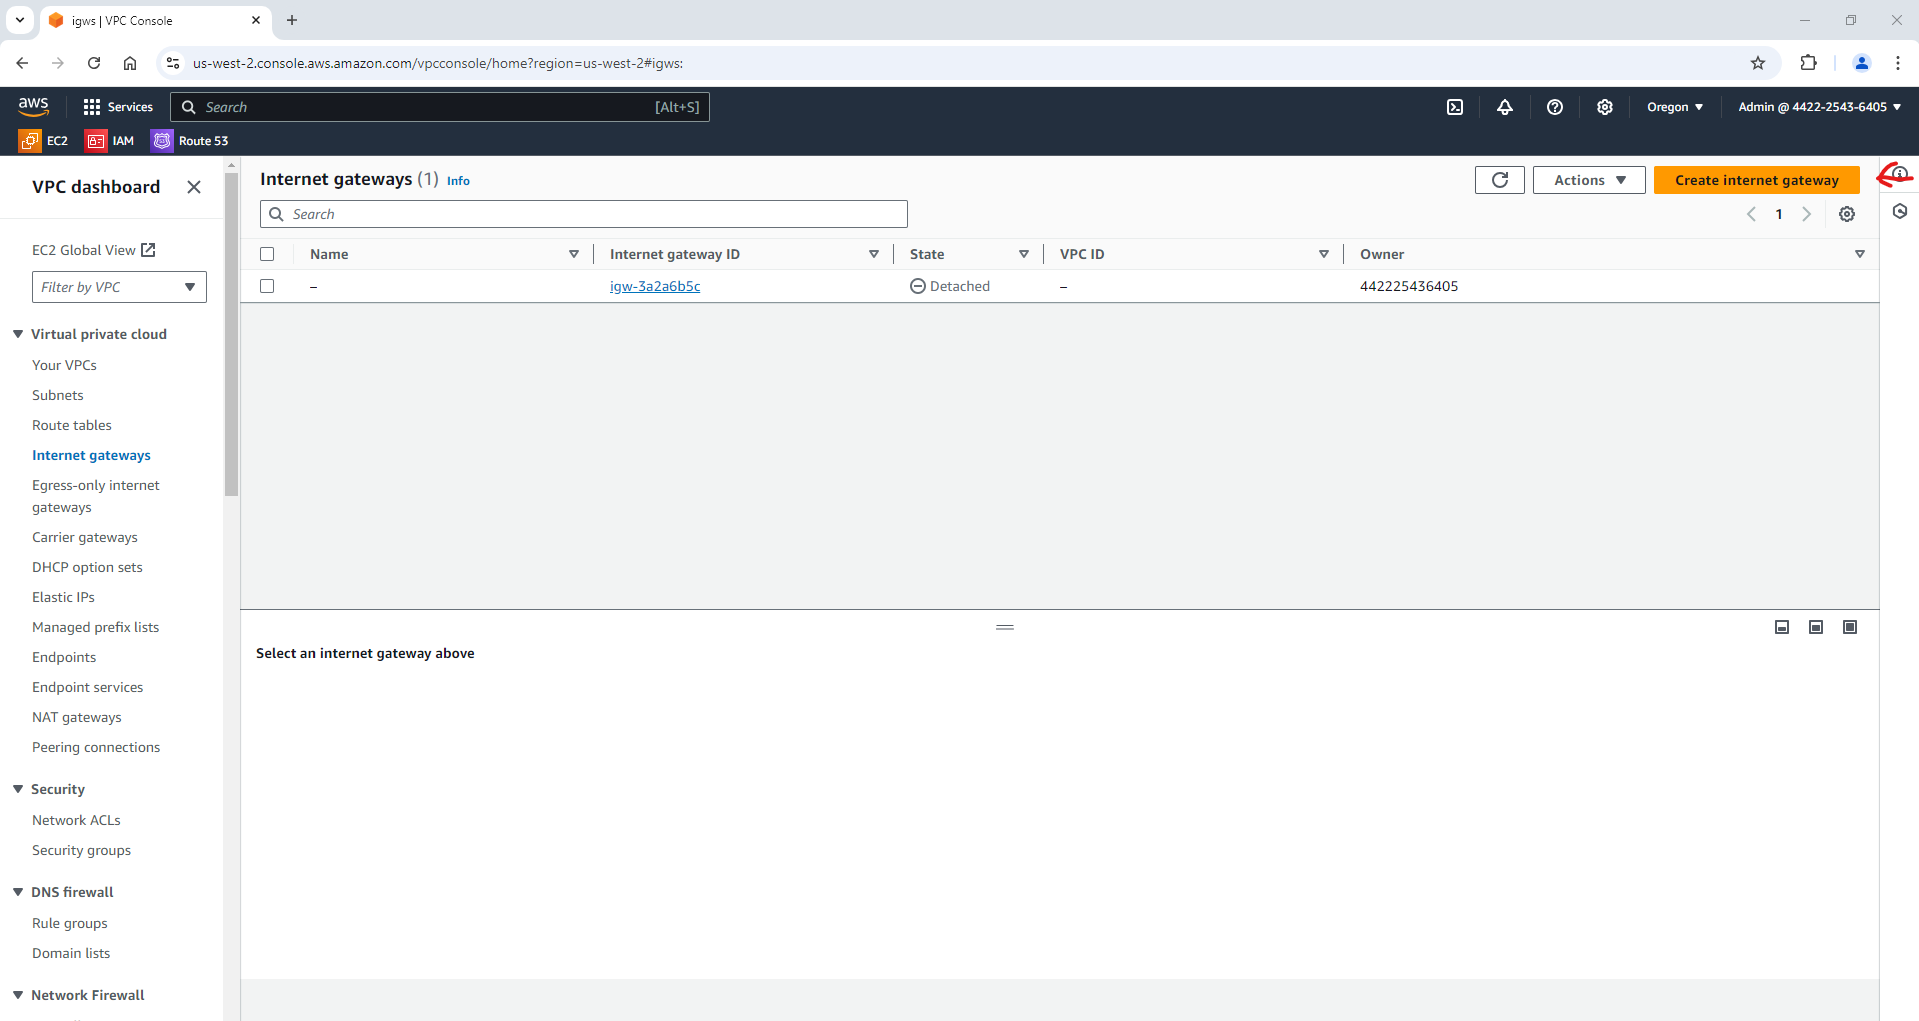 igws | VPC Console
us-west-2.console.aws.amazon.com/vpcconsole/home?region=us-west-2#igws:
aws
Services
Search
[Alt+S]
Oregon
Admin @ 4422-2543-6405
EC2
IAM
Route 53
VPC dashboard
EC2 Global View
Filter by VPC
Virtual private cloud
Your VPCs
Subnets
Route tables
Internet gateways
Egress-only internet
gateways
Carrier gateways
DHCP option sets
Elastic IPs
Managed prefix lists
Endpoints
Endpoint services
NAT gateways
Peering connections
Security
Network ACLs
Security groups
DNS firewall
Rule groups
Domain lists
Network Firewall
Internet gateways (1) Info
Actions
Create internet gateway
Search
1
Name
Internet gateway ID
State
VPC ID
Owner
–
igw-3a2a6b5c
Detached
–
442225436405
Select an internet gateway above